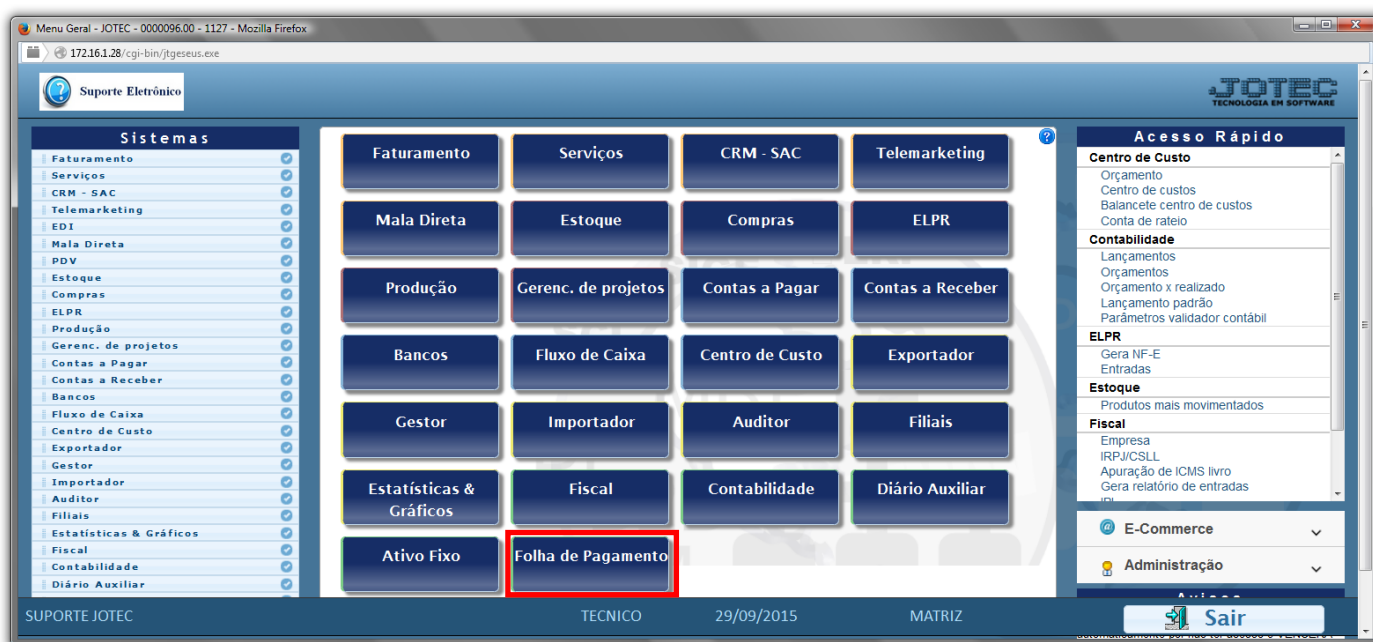 Menu Geral - JOTEC - 0000096.00 - 1127 - Mozilla Firefox
172.16.1.28/cgi-bin/jtgeseus.exe
Suporte Eletrônico
JOTEC
TECNOLOGIA EM SOFTWARE
Sistemas
Faturamento
Serviços
CRM - SAC
Telemarketing
EDI
Mala Direta
PDV
Estoque
Compras
ELPR
Produção
Gerenc. de projetos
Contas a Pagar
Contas a Receber
Bancos
Fluxo de Caixa
Centro de Custo
Exportador
Gestor
Importador
Auditor
Filiais
Estatísticas & Gráficos
Fiscal
Contabilidade
Diário Auxiliar
Faturamento
Serviços
CRM - SAC
Telemarketing
Mala Direta
Estoque
Compras
ELPR
Produção
Gerenc. de projetos
Contas a Pagar
Contas a Receber
Bancos
Fluxo de Caixa
Centro de Custo
Exportador
Gestor
Importador
Auditor
Filiais
Estatísticas &
Gráficos
Fiscal
Contabilidade
Diário Auxiliar
Ativo Fixo
Folha de Pagamento
Acesso Rápido
Centro de Custo
Orçamento
Centro de custos
Balancete centro de custos
Conta de rateio
Contabilidade
Lançamentos
Orçamentos
Orçamento x realizado
Lançamento padrão
Parâmetros validador contábil
ELPR
Gera NF-E
Entradas
Estoque
Produtos mais movimentados
Fiscal
Empresa
IRPJ/CSLL
Apuração de ICMS livro
Gera relatório de entradas
E-Commerce
Administração
SUPORTE JOTEC
TECNICO
29/09/2015
MATRIZ
Sair